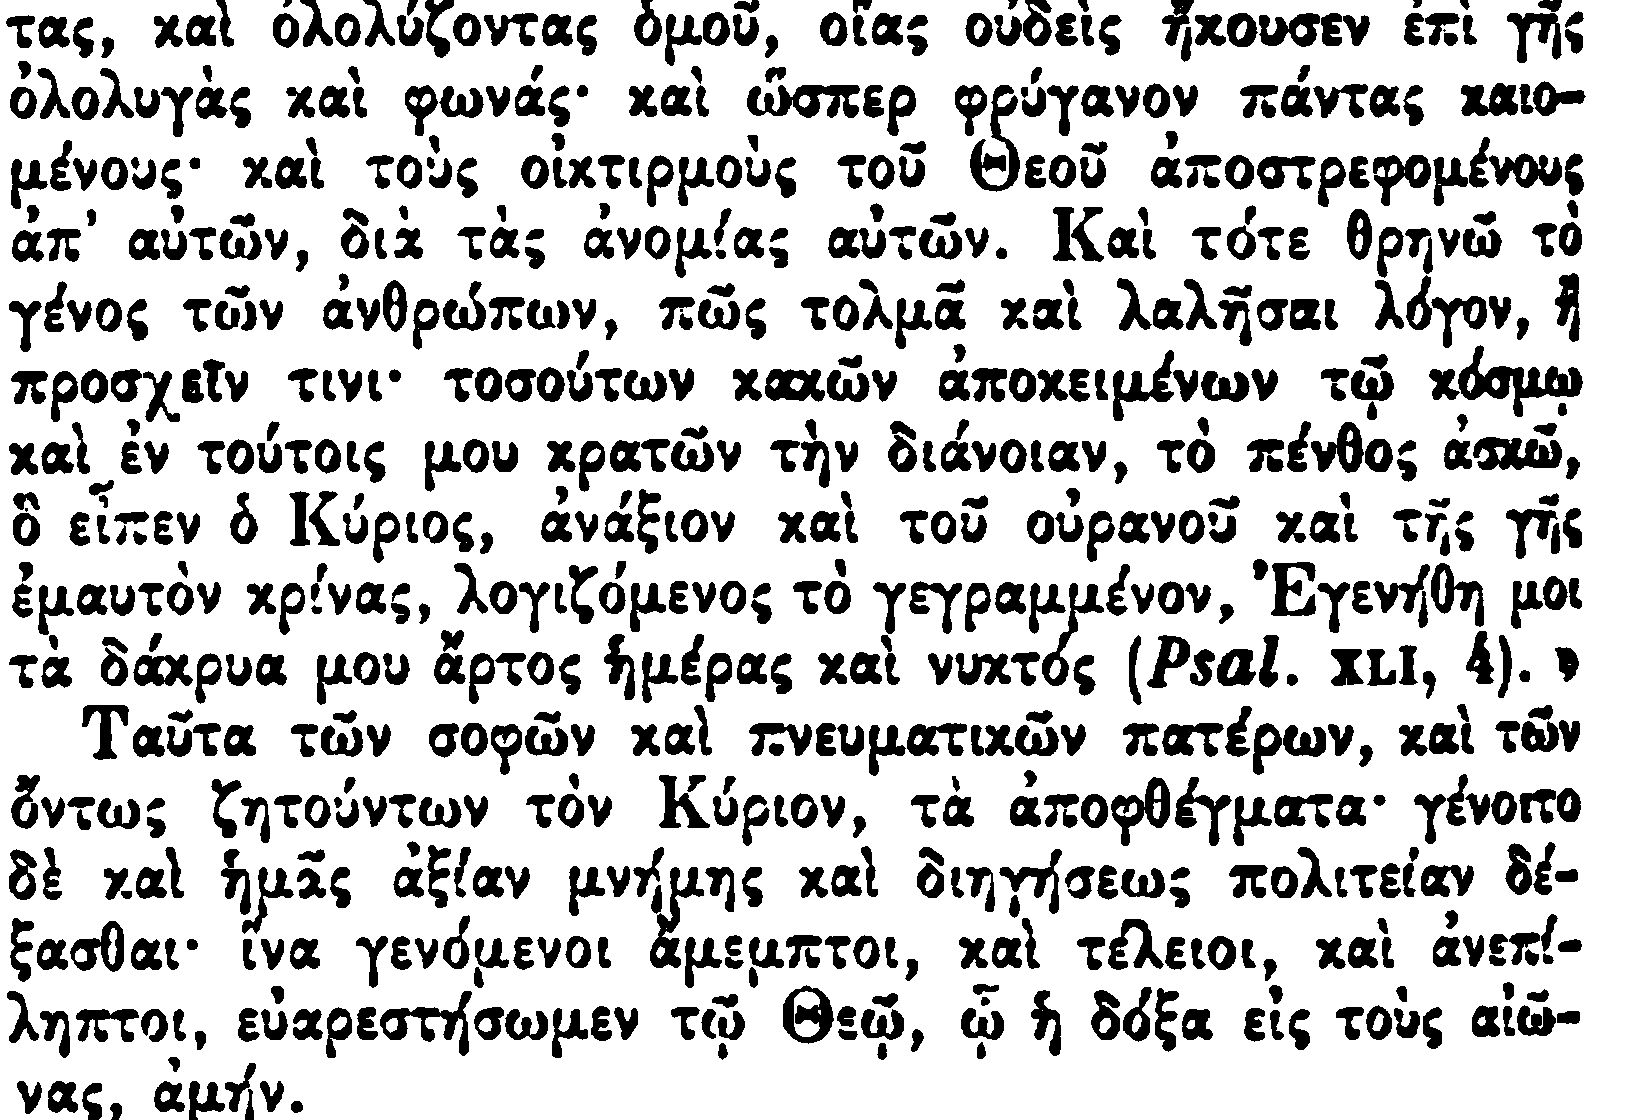 τας, καὶ ὀλολύζοντας ὁμοῦ, οἵας οὐδεὶς ἤκουσεν ἐπὶ γῆς
ὀλολυγὰς καὶ φωνάς· καὶ ὥσπερ φρύγανον πάντας καιο-
μένους· καὶ τοὺς οἰκτιρμοὺς τοῦ Θεοῦ ἀποστρεφομένους
ἀπ' αὐτῶν, διὰ τὰς ἀνομίας αὐτῶν. Καὶ τότε θρηνῶ τὸ
γένος τῶν ἀνθρώπων, πῶς τολμᾶ καὶ λαλῆσαι λόγον, ἢ
προσχεῖν τινι· τοσούτων κακῶν ἀποκειμένων τῷ κόσμῳ
καὶ ἐν τούτοις μου κρατῶν τὴν διάνοιαν, τὸ πένθος ἀσκῶ,
ὃ εἶπεν ὁ Κύριος, ἀνάξιον καὶ τοῦ οὐρανοῦ καὶ τῆς γῆς
ἐμαυτὸν κρίνας, λογιζόμενος τὸ γεγραμμένον, Ἐγενήθη μοι
τὰ δάκρυα μου ἄρτος ἡμέρας καὶ νυκτός (Psal. XLI, 4). »
Ταῦτα τῶν σοφῶν καὶ πνευματικῶν πατέρων, καὶ τῶν
ὄντως ζητούντων τὸν Κύριον, τὰ ἀποφθέγματα· γένοιτο
δὲ καὶ ἡμᾶς ἀξίαν μνήμης καὶ διηγήσεως πολιτείαν δέ-
ξασθαι· ἵνα γενόμενοι ἄμεμπτοι, καὶ τέλειοι, καὶ ἀνεπί-
ληπτοι, εὐαρεστήσωμεν τῷ Θεῷ, ᾧ ἡ δόξα εἰς τοὺς αἰῶ-
νας, ἀμήν.